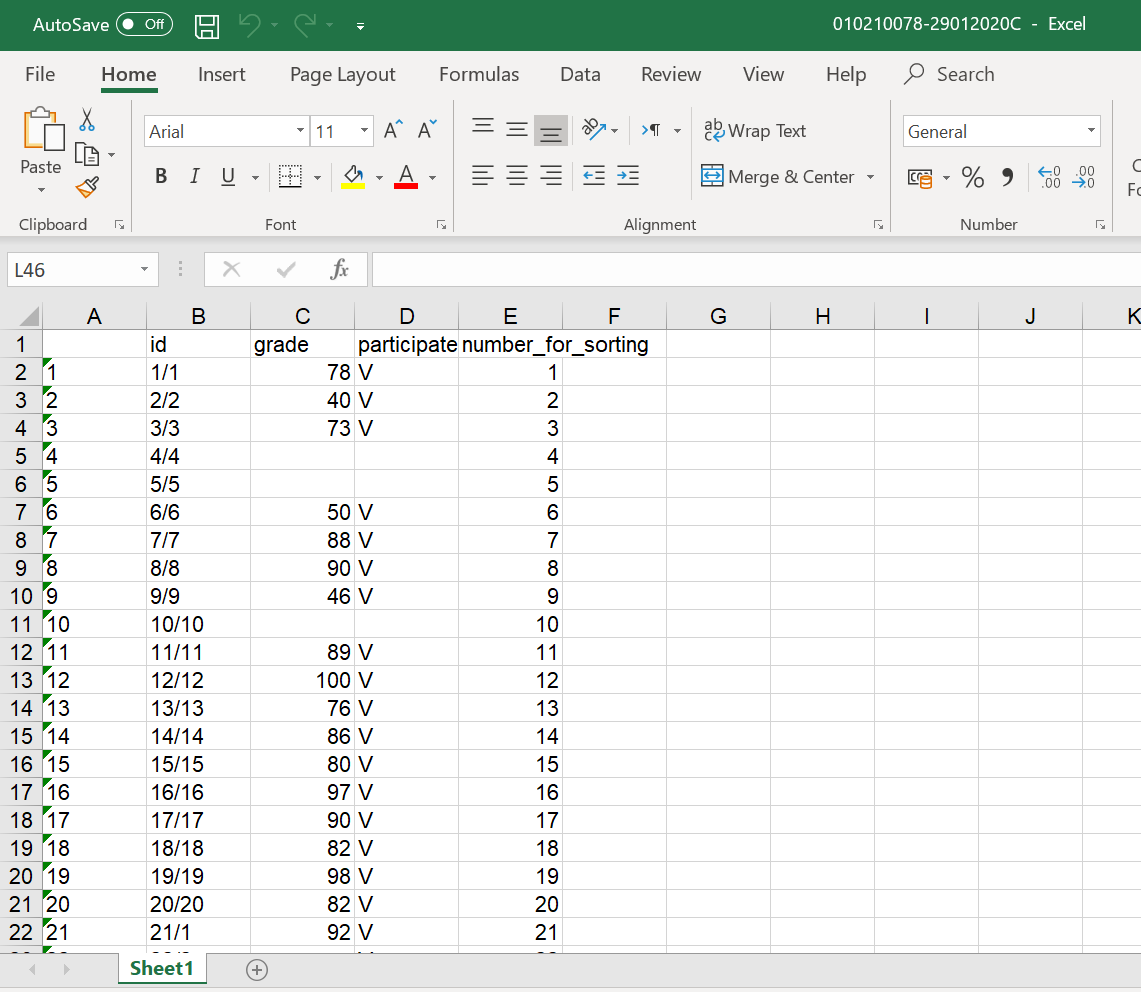 AutoSave Off 010210078-29012020C - Excel
File Home Insert Page Layout Formulas Data Review View Help Search
Arial 11 A A ab Wrap Text General
Paste B I U A Merge & Center % .00 .00
Clipboard Font Alignment Number
L46 fx
A B C D E F G H I J K
1 id grade participate number_for_sorting
2 1 1/1 78 V 1
3 2 2/2 40 V 2
4 3 3/3 73 V 3
5 4 4/4 4
6 5 5/5 5
7 6 6/6 50 V 6
8 7 7/7 88 V 7
9 8 8/8 90 V 8
10 9 9/9 46 V 9
11 10 10/10 10
12 11 11/11 89 V 11
13 12 12/12 100 V 12
14 13 13/13 76 V 13
15 14 14/14 86 V 14
16 15 15/15 80 V 15
17 16 16/16 97 V 16
18 17 17/17 90 V 17
19 18 18/18 82 V 18
20 19 19/19 98 V 19
21 20 20/20 82 V 20
22 21 21/1 92 V 21
Sheet1